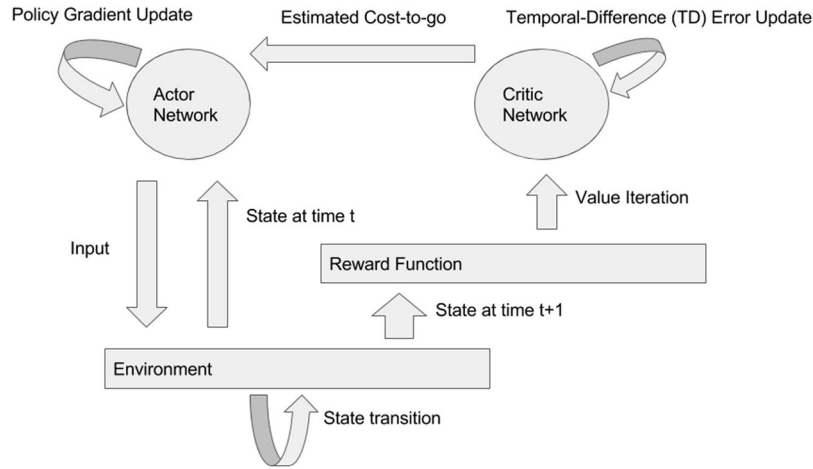 Policy Gradient Update
Estimated Cost-to-go
Temporal-Difference (TD) Error Update
Actor
Network
Critic
Network
Input
State at time t
Value Iteration
Reward Function
State at time t+1
Environment
State transition